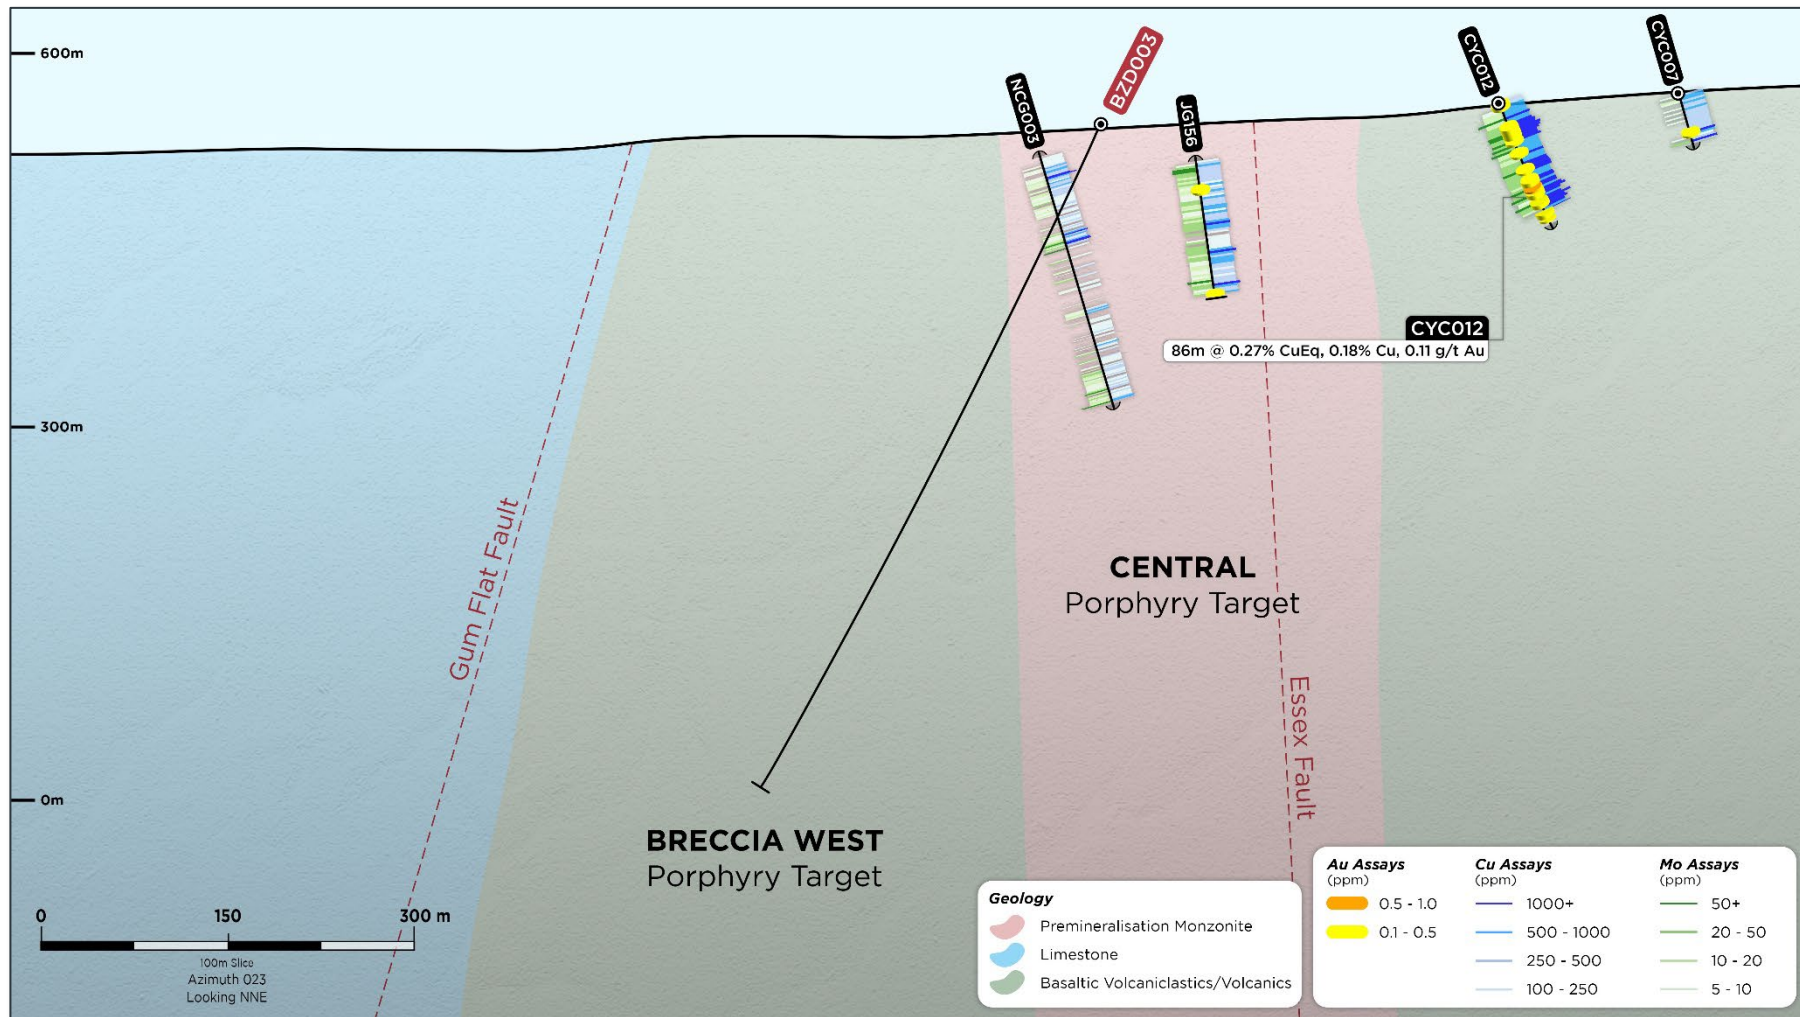 600m
NCG003
BZD003
JG156
CYC012
CYC007
CYC012
86m @ 0.27% CuEq, 0.18% Cu, 0.11 g/t Au
300m
Gum Flat Fault
CENTRAL
Porphyry Target
Essex Fault
0m
BRECCIA WEST
Porphyry Target
0 150 300 m
100m Slice
Azimuth 023
Looking NNE
Geology
Premineralisation Monzonite
Limestone
Basaltic Volcaniclastics/Volcanics
Au Assays
(ppm)
0.5 - 1.0
0.1 - 0.5
Cu Assays
(ppm)
1000+
500 - 1000
250 - 500
100 - 250
Mo Assays
(ppm)
50+
20 - 50
10 - 20
5 - 10